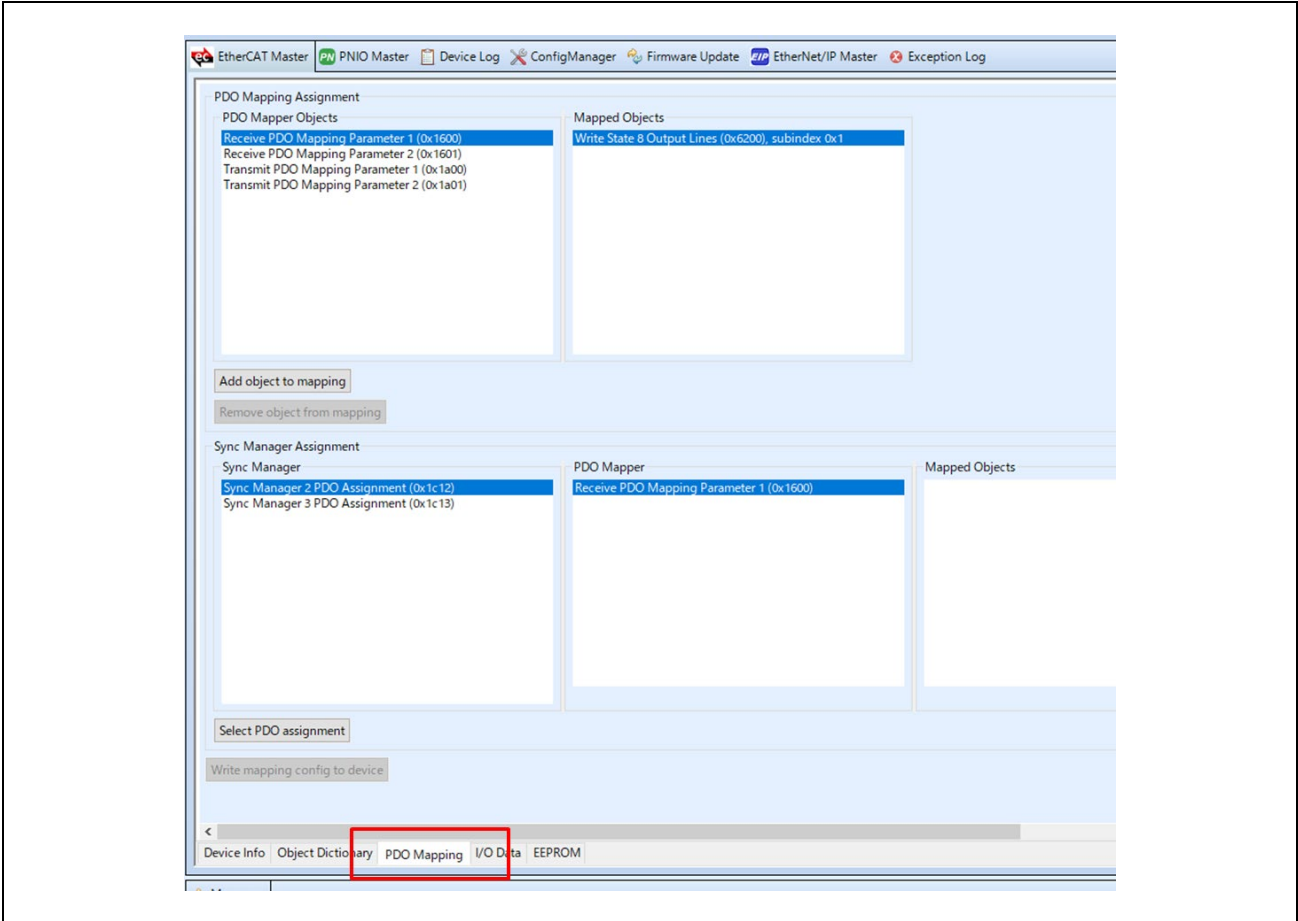 EtherCAT Master PNIO Master Device Log ConfigManager Firmware Update EtherNet/IP Master Exception Log
PDO Mapping Assignment
PDO Mapper Objects
Receive PDO Mapping Parameter 1 (0x1600)
Receive PDO Mapping Parameter 2 (0x1601)
Transmit PDO Mapping Parameter 1 (0x1a00)
Transmit PDO Mapping Parameter 2 (0x1a01)
Mapped Objects
Write State 8 Output Lines (0x6200), subindex 0x1
Add object to mapping
Remove object from mapping
Sync Manager Assignment
Sync Manager
Sync Manager 2 PDO Assignment (0x1c12)
Sync Manager 3 PDO Assignment (0x1c13)
PDO Mapper
Receive PDO Mapping Parameter 1 (0x1600)
Mapped Objects
Select PDO assignment
Write mapping config to device
Device Info Object Dictionary PDO Mapping I/O Data EEPROM